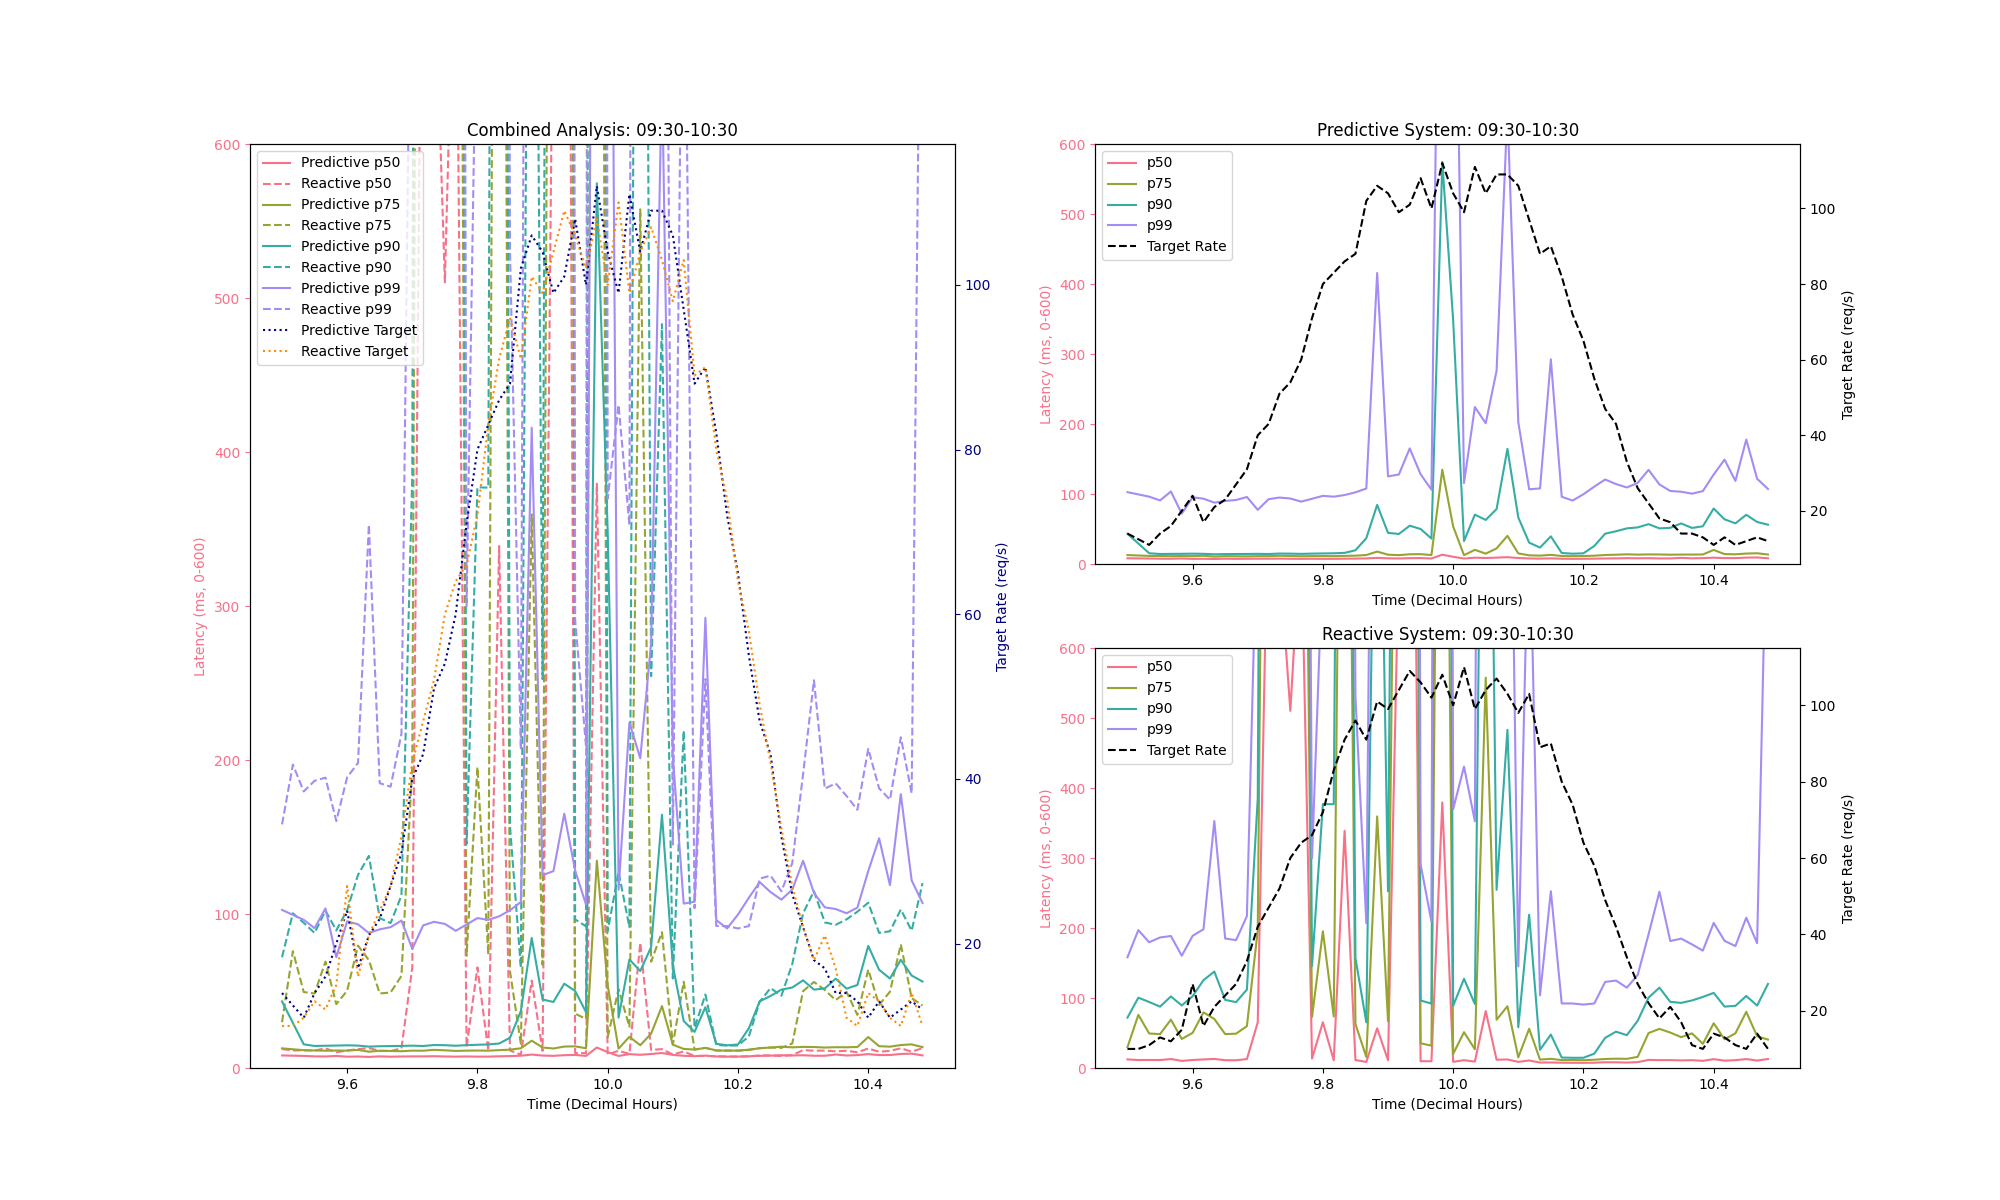 Combined Analysis: 09:30-10:30
Predictive p50
Reactive p50
Predictive p75
Reactive p75
Predictive p90
Reactive p90
Predictive p99
Reactive p99
Predictive Target
Reactive Target
600
500
400
300
200
100
0
Latency (ms, 0-600)
100
80
60
40
20
Target Rate (req/s)
9.6 9.8 10.0 10.2 10.4
Time (Decimal Hours)
Predictive System: 09:30-10:30
p50
p75
p90
p99
Target Rate
600
500
400
300
200
100
0
Latency (ms, 0-600)
100
80
60
40
20
Target Rate (req/s)
9.6 9.8 10.0 10.2 10.4
Time (Decimal Hours)
Reactive System: 09:30-10:30
p50
p75
p90
p99
Target Rate
600
500
400
300
200
100
0
Latency (ms, 0-600)
100
80
60
40
20
Target Rate (req/s)
9.6 9.8 10.0 10.2 10.4
Time (Decimal Hours)